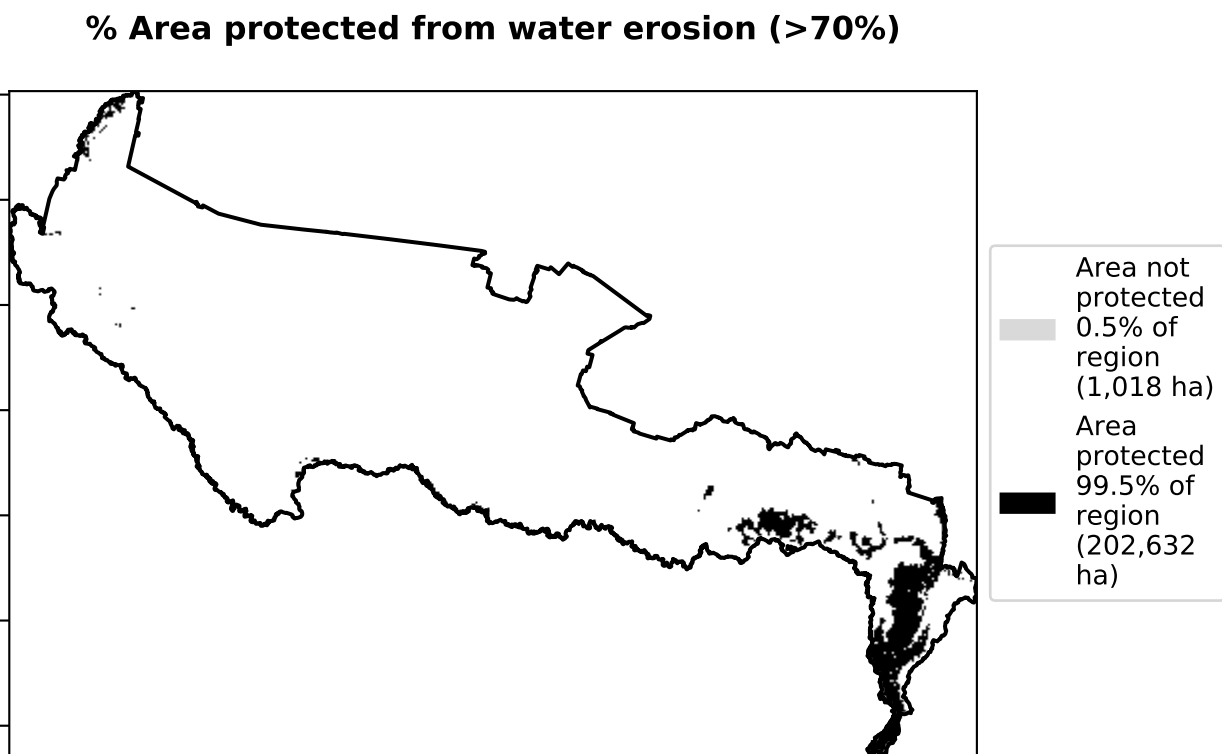 % Area protected from water erosion (>70%)
Area not
protected
0.5% of
region
(1,018 ha)
Area
protected
99.5% of
region
(202,632
ha)